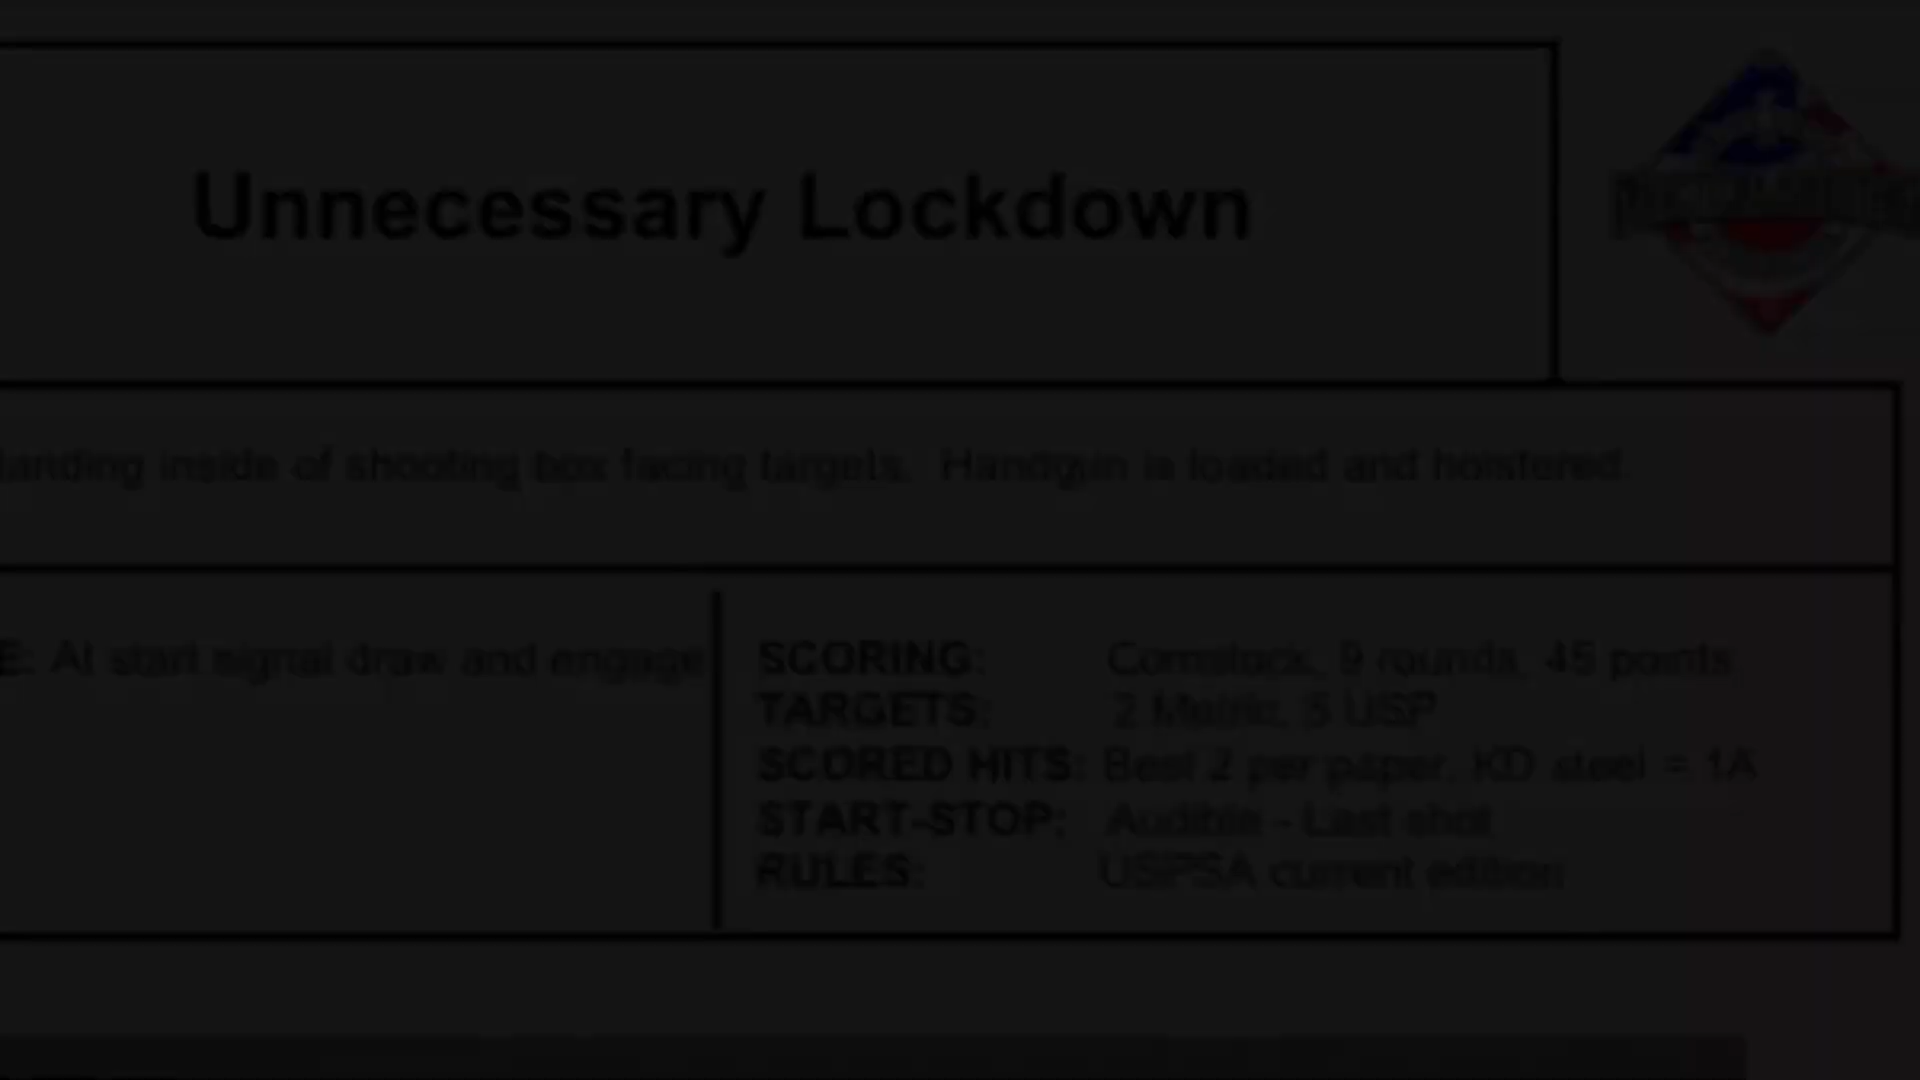 Unnecessary Lockdown
tanding inside of shooting box facing targets. Handgun is loaded and holstered.
E: At start signal draw and engage
SCORING: Comstock, 9 rounds, 45 points
TARGETS: 2 Metric, 5 USP
SCORED HITS: Best 2 per paper, KD steel = 1A
START-STOP: Audible - Last shot
RULES: USPSA current edition